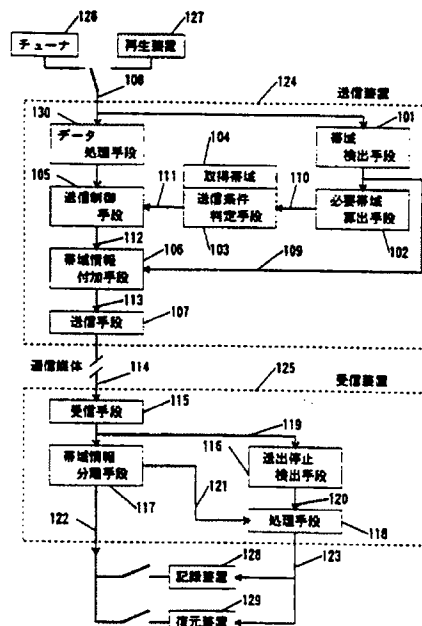 126
127
チューナ
再生装置
108
124
送信装置
130
101
データ
処理手段
104
帯域
検出手段
105
取得帯域
111
110
送信制御
手段
送信条件
判定手段
必要帯域
算出手段
112
106
103
109
102
帯域情報
付加手段
113
107
送信手段
通信媒体
114
125
受信装置
115
受信手段
119
116
帯域情報
分離手段
送出停止
検出手段
121
120
117
処理手段
118
122
128
123
記録装置
129
復元装置